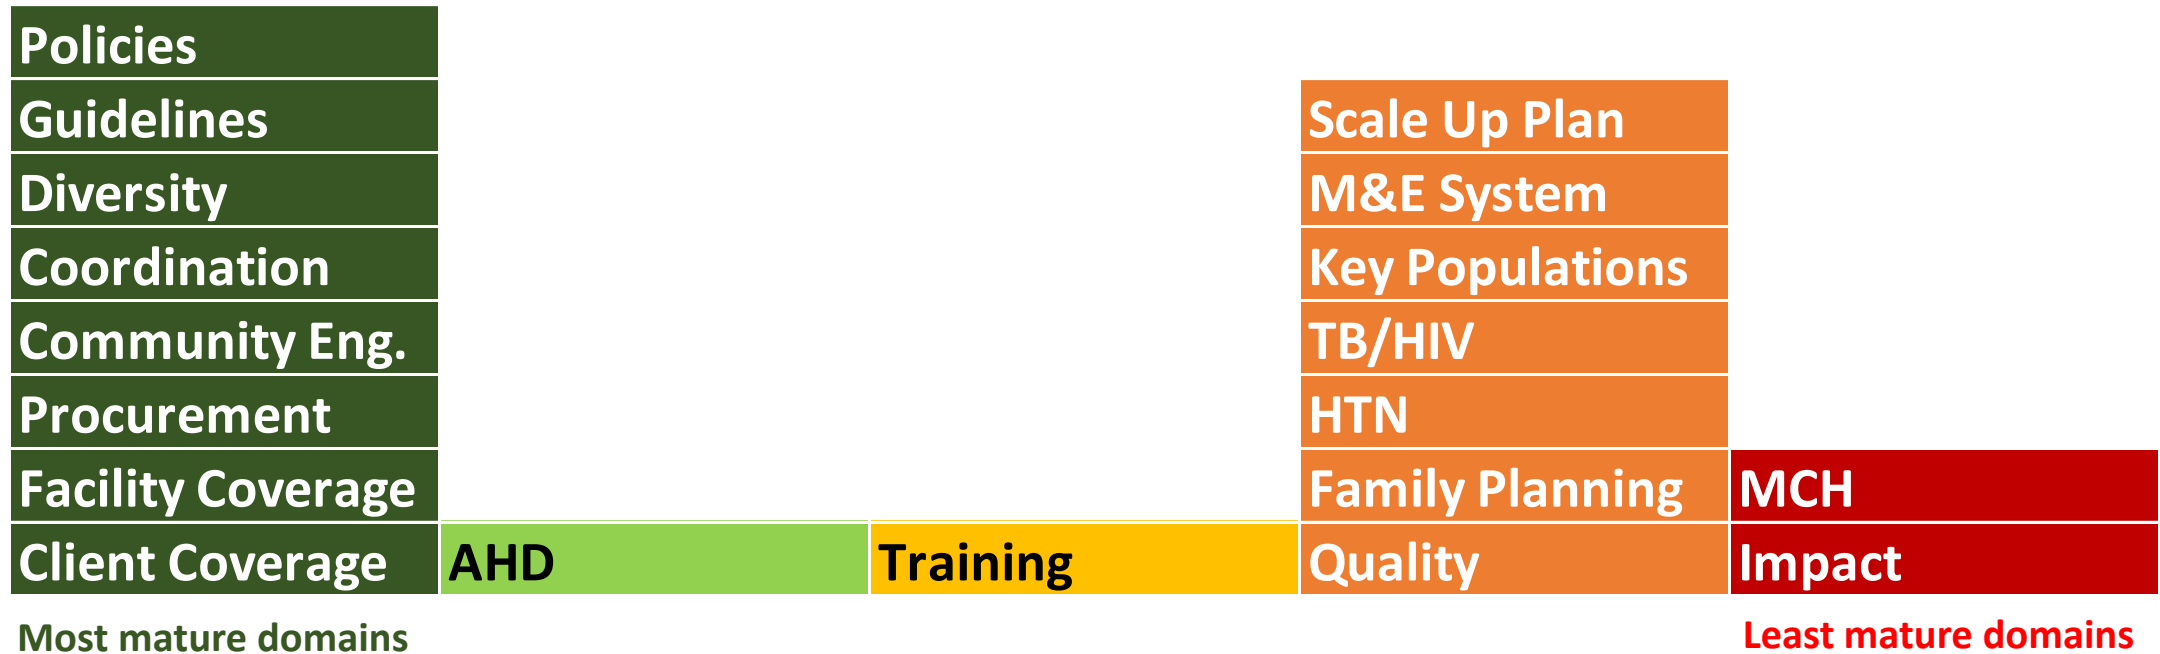 Policies
Guidelines
Diversity
Coordination
Community Eng.
Procurement
Facility Coverage
Client Coverage
AHD
Training
Scale Up Plan
M&E System
Key Populations
TB/HIV
HTN
Family Planning
Quality
MCH
Impact
Most mature domains
Least mature domains